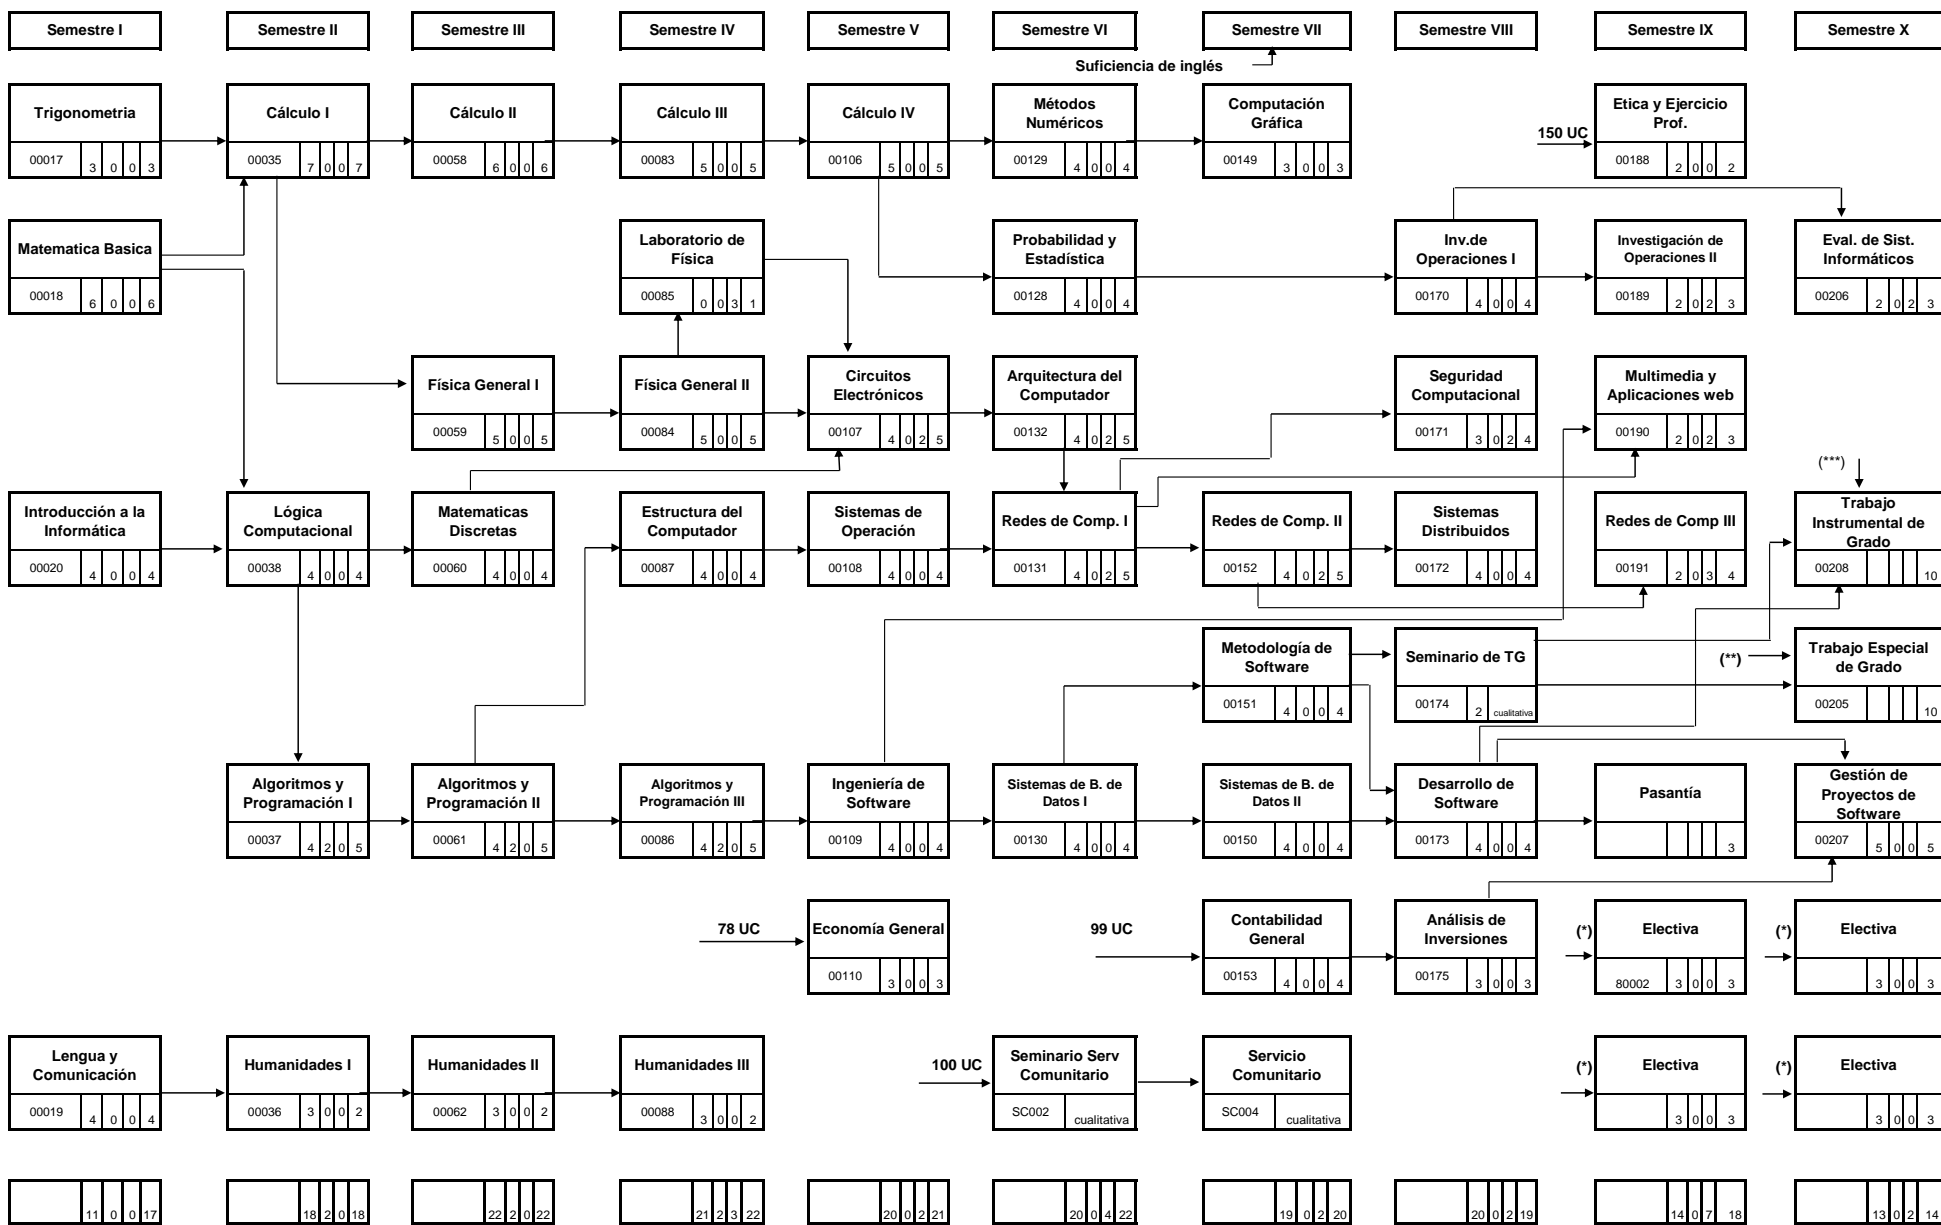 Semestre I
Semestre II
Semestre III
Semestre IV
Semestre V
Semestre VI
Semestre VII
Semestre VIII
Semestre IX
Semestre X
Suficiencia de inglés
Trigonometria
00017 3 0 0 3
Cálculo I
00035 7 0 0 7
Cálculo II
00058 6 0 0 6
Cálculo III
00083 5 0 0 5
Cálculo IV
00106 5 0 0 5
Métodos
Numéricos
00129 4 0 0 4
Computación
Gráfica
00149 3 0 0 3
150 UC
Etica y Ejercicio
Prof.
00188 2 0 0 2
Matematica Basica
00018 6 0 0 6
Laboratorio de
Física
00085 0 0 3 1
Probabilidad y
Estadística
00128 4 0 0 4
Inv.de
Operaciones I
00170 4 0 0 4
Investigación de
Operaciones II
00189 2 0 2 3
Eval. de Sist.
Informáticos
00206 2 0 2 3
Física General I
00059 5 0 0 5
Física General II
00084 5 0 0 5
Circuitos
Electrónicos
00107 4 0 2 5
Arquitectura del
Computador
00132 4 0 2 5
Seguridad
Computacional
00171 3 0 2 4
Multimedia y
Aplicaciones web
00190 2 0 2 3
(***)
Introducción a la
Informática
00020 4 0 0 4
Lógica
Computacional
00038 4 0 0 4
Matematicas
Discretas
00060 4 0 0 4
Estructura del
Computador
00087 4 0 0 4
Sistemas de
Operación
00108 4 0 0 4
Redes de Comp. I
00131 4 0 2 5
Redes de Comp. II
00152 4 0 2 5
Sistemas
Distribuidos
00172 4 0 0 4
Redes de Comp III
00191 2 0 3 4
Trabajo
Instrumental de
Grado
00208 10
Metodología de
Software
00151 4 0 0 4
Seminario de TG
00174 2 cualitativa
(**)
Trabajo Especial
de Grado
00205 10
Algoritmos y
Programación I
00037 4 2 0 5
Algoritmos y
Programación II
00061 4 2 0 5
Algoritmos y
Programación III
00086 4 2 0 5
Ingeniería de
Software
00109 4 0 0 4
Sistemas de B. de
Datos I
00130 4 0 0 4
Sistemas de B. de
Datos II
00150 4 0 0 4
Desarrollo de
Software
00173 4 0 0 4
Pasantía
3
Gestión de
Proyectos de
Software
00207 5 0 0 5
78 UC
Economía General
00110 3 0 0 3
99 UC
Contabilidad
General
00153 4 0 0 4
Análisis de
Inversiones
00175 3 0 0 3
(*)
Electiva
80002 3 0 0 3
(*)
Electiva
3 0 0 3
Lengua y
Comunicación
00019 4 0 0 4
Humanidades I
00036 3 0 0 2
Humanidades II
00062 3 0 0 2
Humanidades III
00088 3 0 0 2
100 UC
Seminario Serv
Comunitario
SC002 cualitativa
Servicio
Comunitario
SC004 cualitativa
(*)
Electiva
3 0 0 3
(*)
Electiva
3 0 0 3
11 0 0 17
18 2 0 18
22 2 0 22
21 2 3 22
20 0 2 21
20 0 4 22
19 0 2 20
20 0 2 19
14 0 7 18
13 0 2 14